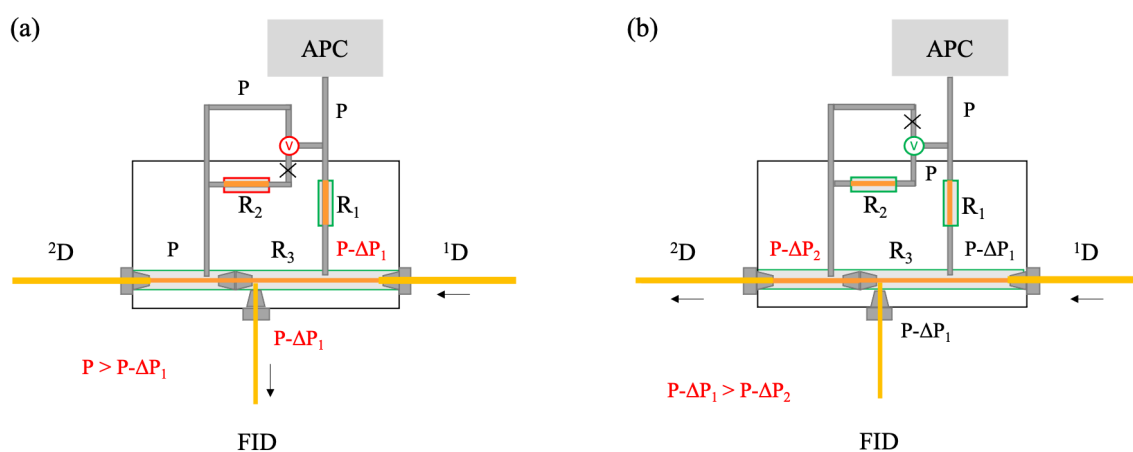 (a)
APC
P
P
V
R₂
R₁
²D
P
R₃
P-ΔP₁
¹D
P-ΔP₁
P > P-ΔP₁
FID
(b)
APC
P
V
P
R₂
R₁
²D
P-ΔP₂
R₃
P-ΔP₁
¹D
P-ΔP₁
P-ΔP₁ > P-ΔP₂
FID